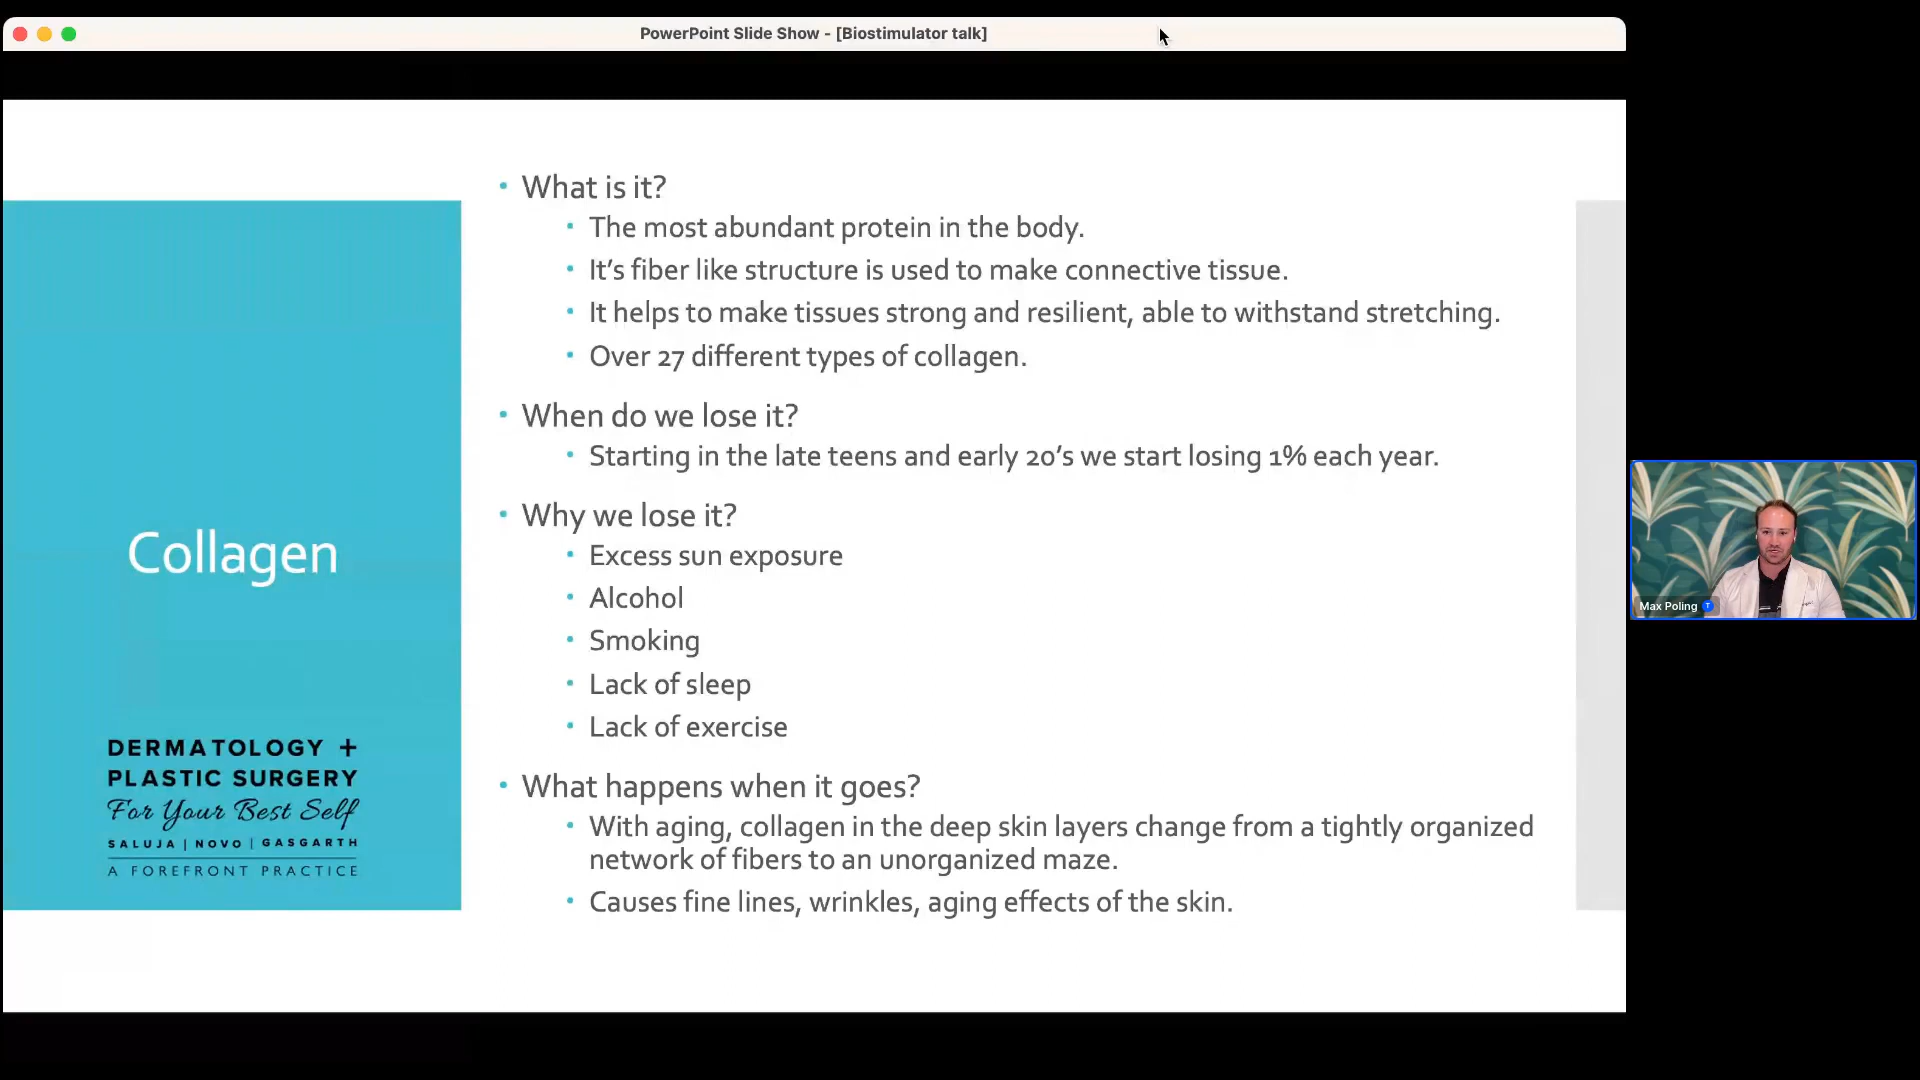 PowerPoint Slide Show - [Biostimulator talk]
Collagen
DERMATOLOGY +
PLASTIC SURGERY
For Your Best Self
SALUJA | NOVO | GASGARTH
A FOREFRONT PRACTICE
• What is it?
• The most abundant protein in the body.
• It’s fiber like structure is used to make connective tissue.
• It helps to make tissues strong and resilient, able to withstand stretching.
• Over 27 different types of collagen.
• When do we lose it?
• Starting in the late teens and early 20’s we start losing 1% each year.
• Why we lose it?
• Excess sun exposure
• Alcohol
• Smoking
• Lack of sleep
• Lack of exercise
• What happens when it goes?
• With aging, collagen in the deep skin layers change from a tightly organized
network of fibers to an unorganized maze.
• Causes fine lines, wrinkles, aging effects of the skin.
Max Poling